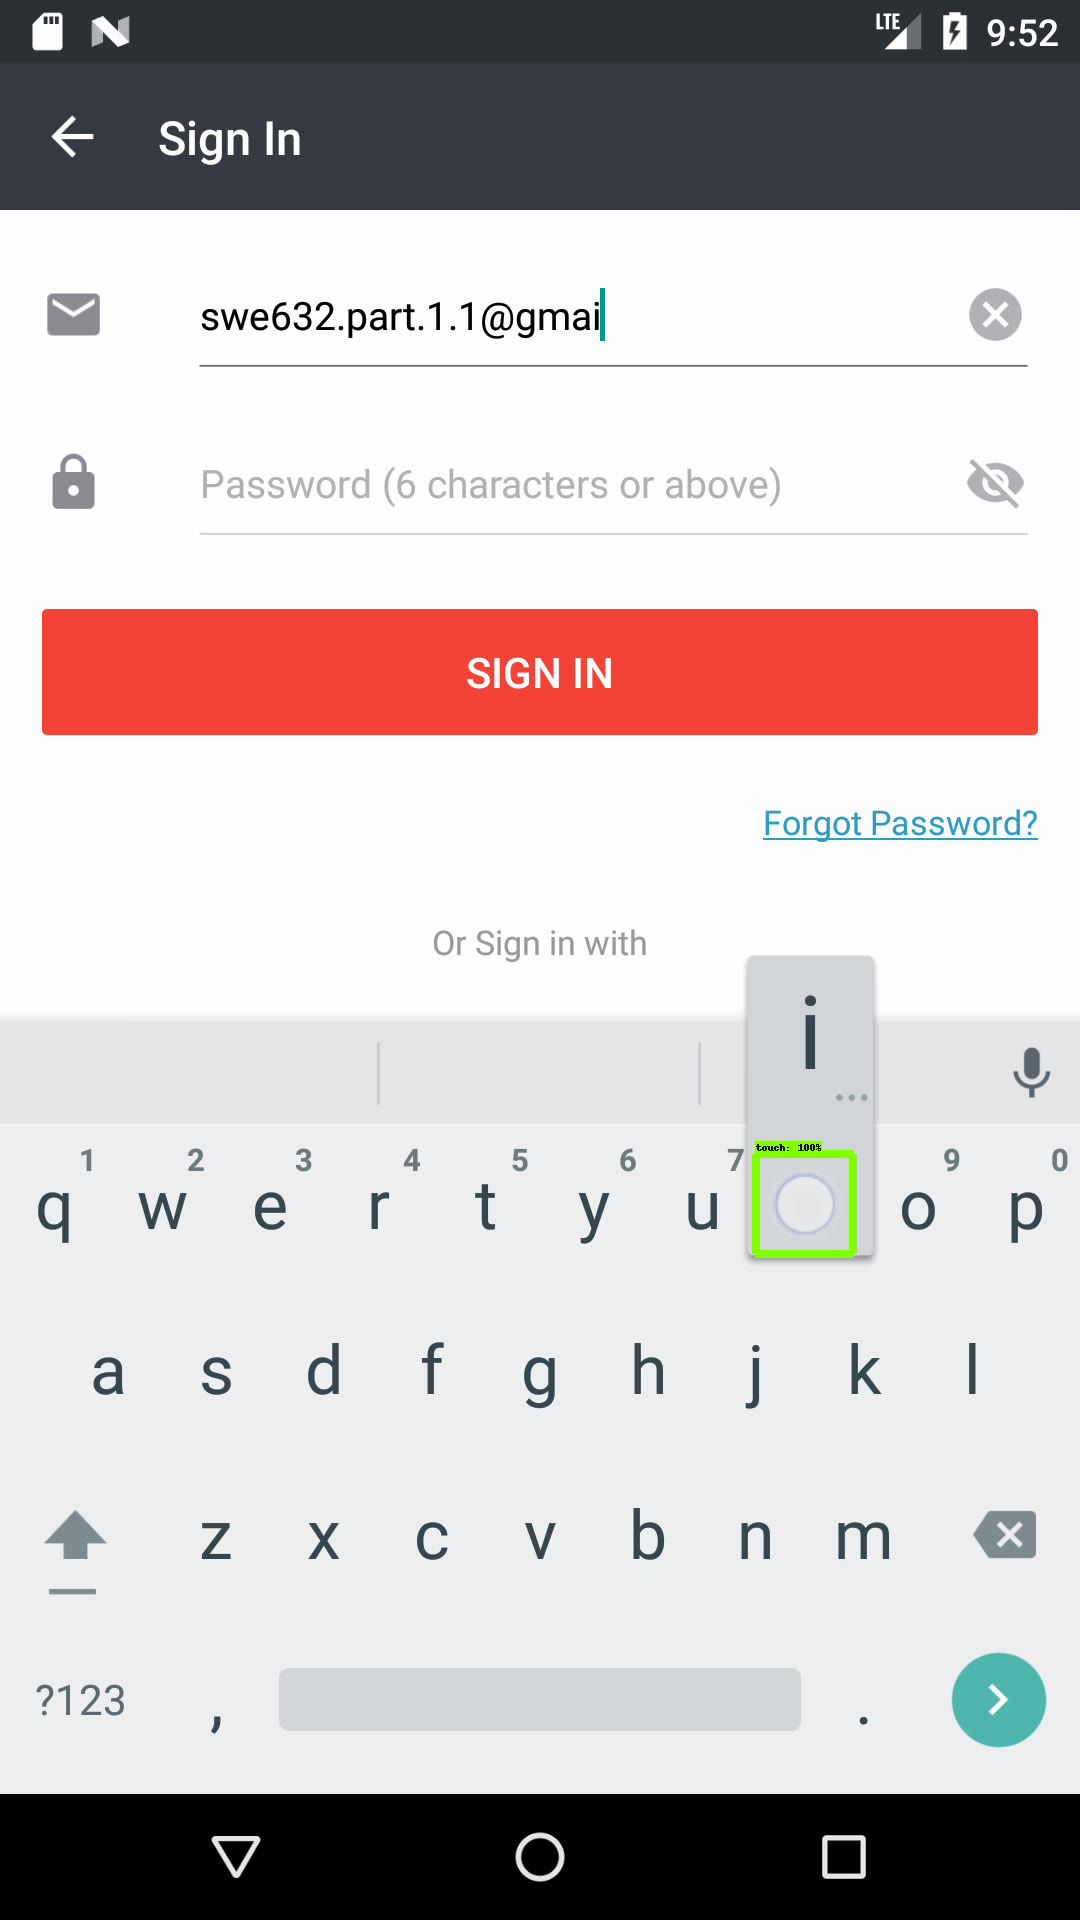 LTE 9:52
Sign In
swe632.part.1.1@gmai
Password (6 characters or above)
SIGN IN
Forgot Password?
Or Sign in with
i
...
touch: 100%
1 2 3 4 5 6 7 9 0
q w e r t y u o p
a s d f g h j k l
z x c v b n m
?123 , .